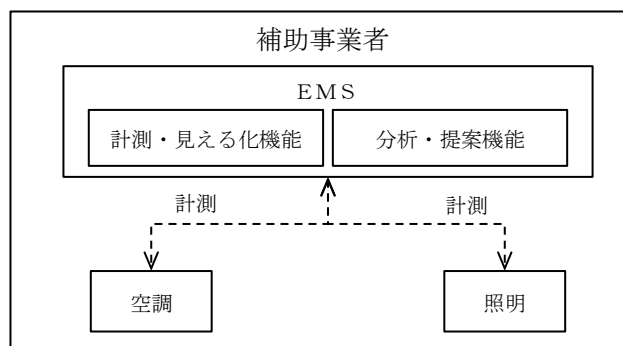 補助事業者
ＥＭＳ
計測・見える化機能
分析・提案機能
計測
計測
空調
照明